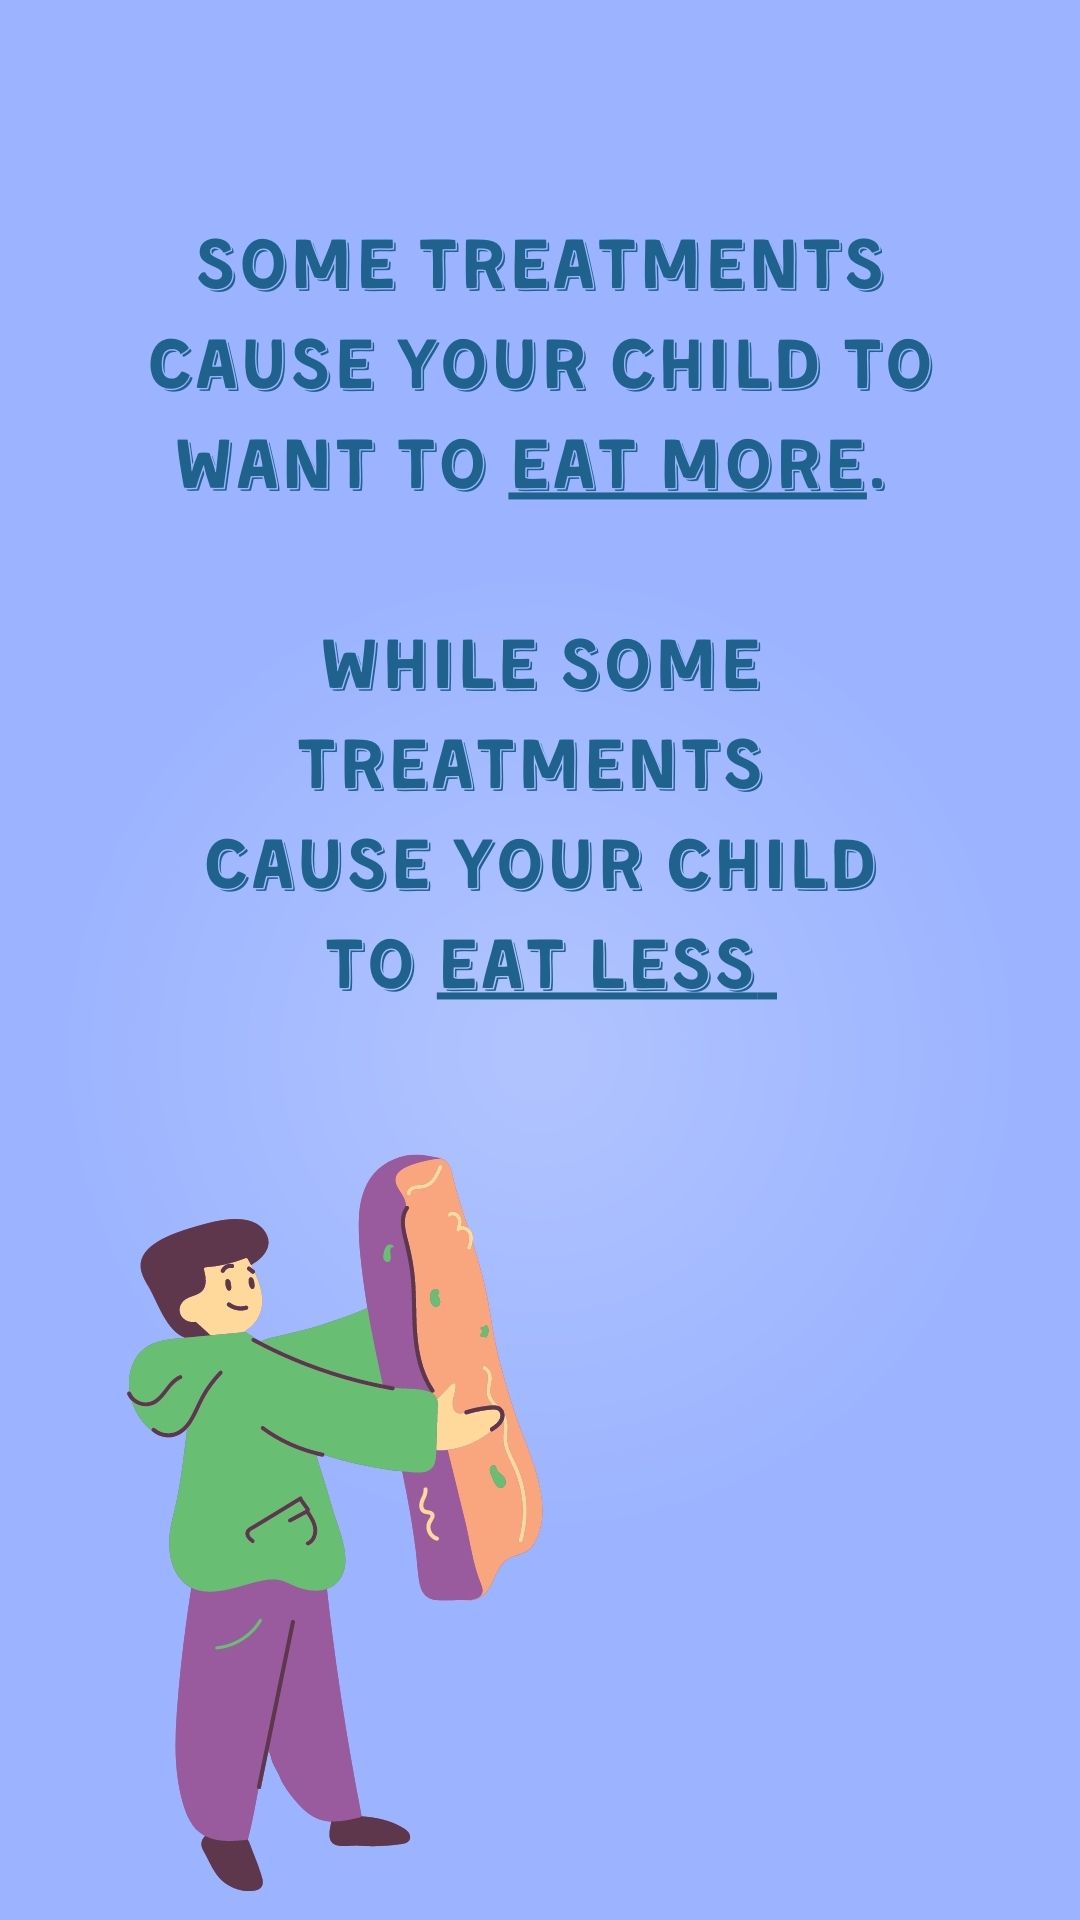 SOME TREATMENTS
CAUSE YOUR CHILD TO
WANT TO EAT MORE.
WHILE SOME
TREATMENTS
CAUSE YOUR CHILD
TO EAT LESS